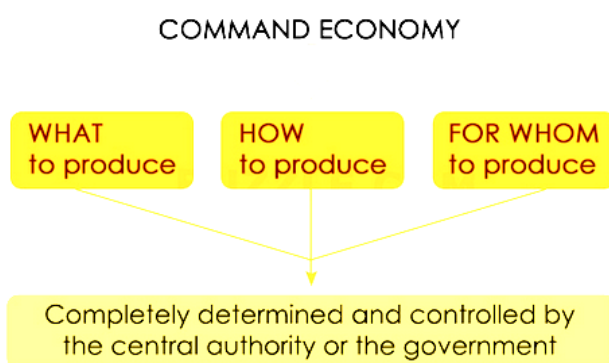 COMMAND ECONOMY
WHAT
to produce
HOW
to produce
FOR WHOM
to produce
Completely determined and controlled by
the central authority or the government